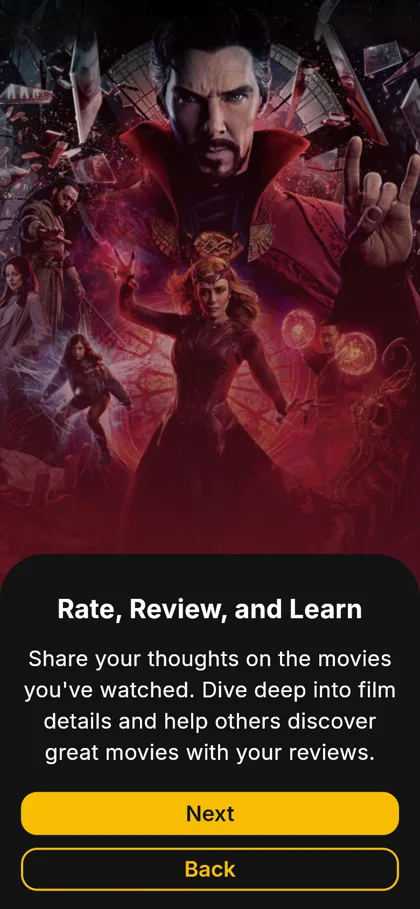 Rate, Review, and Learn
Share your thoughts on the movies
you've watched. Dive deep into film
details and help others discover
great movies with your reviews.
Next
Back